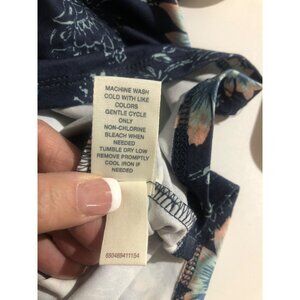 MACHINE WASH
COLD WITH LIKE
COLORS
GENTLE CYCLE
ONLY
NON-CHLORINE
BLEACH WHEN
NEEDED
TUMBLE DRY LOW
REMOVE PROMPTLY
COOL IRON IF
NEEDED
690489411154